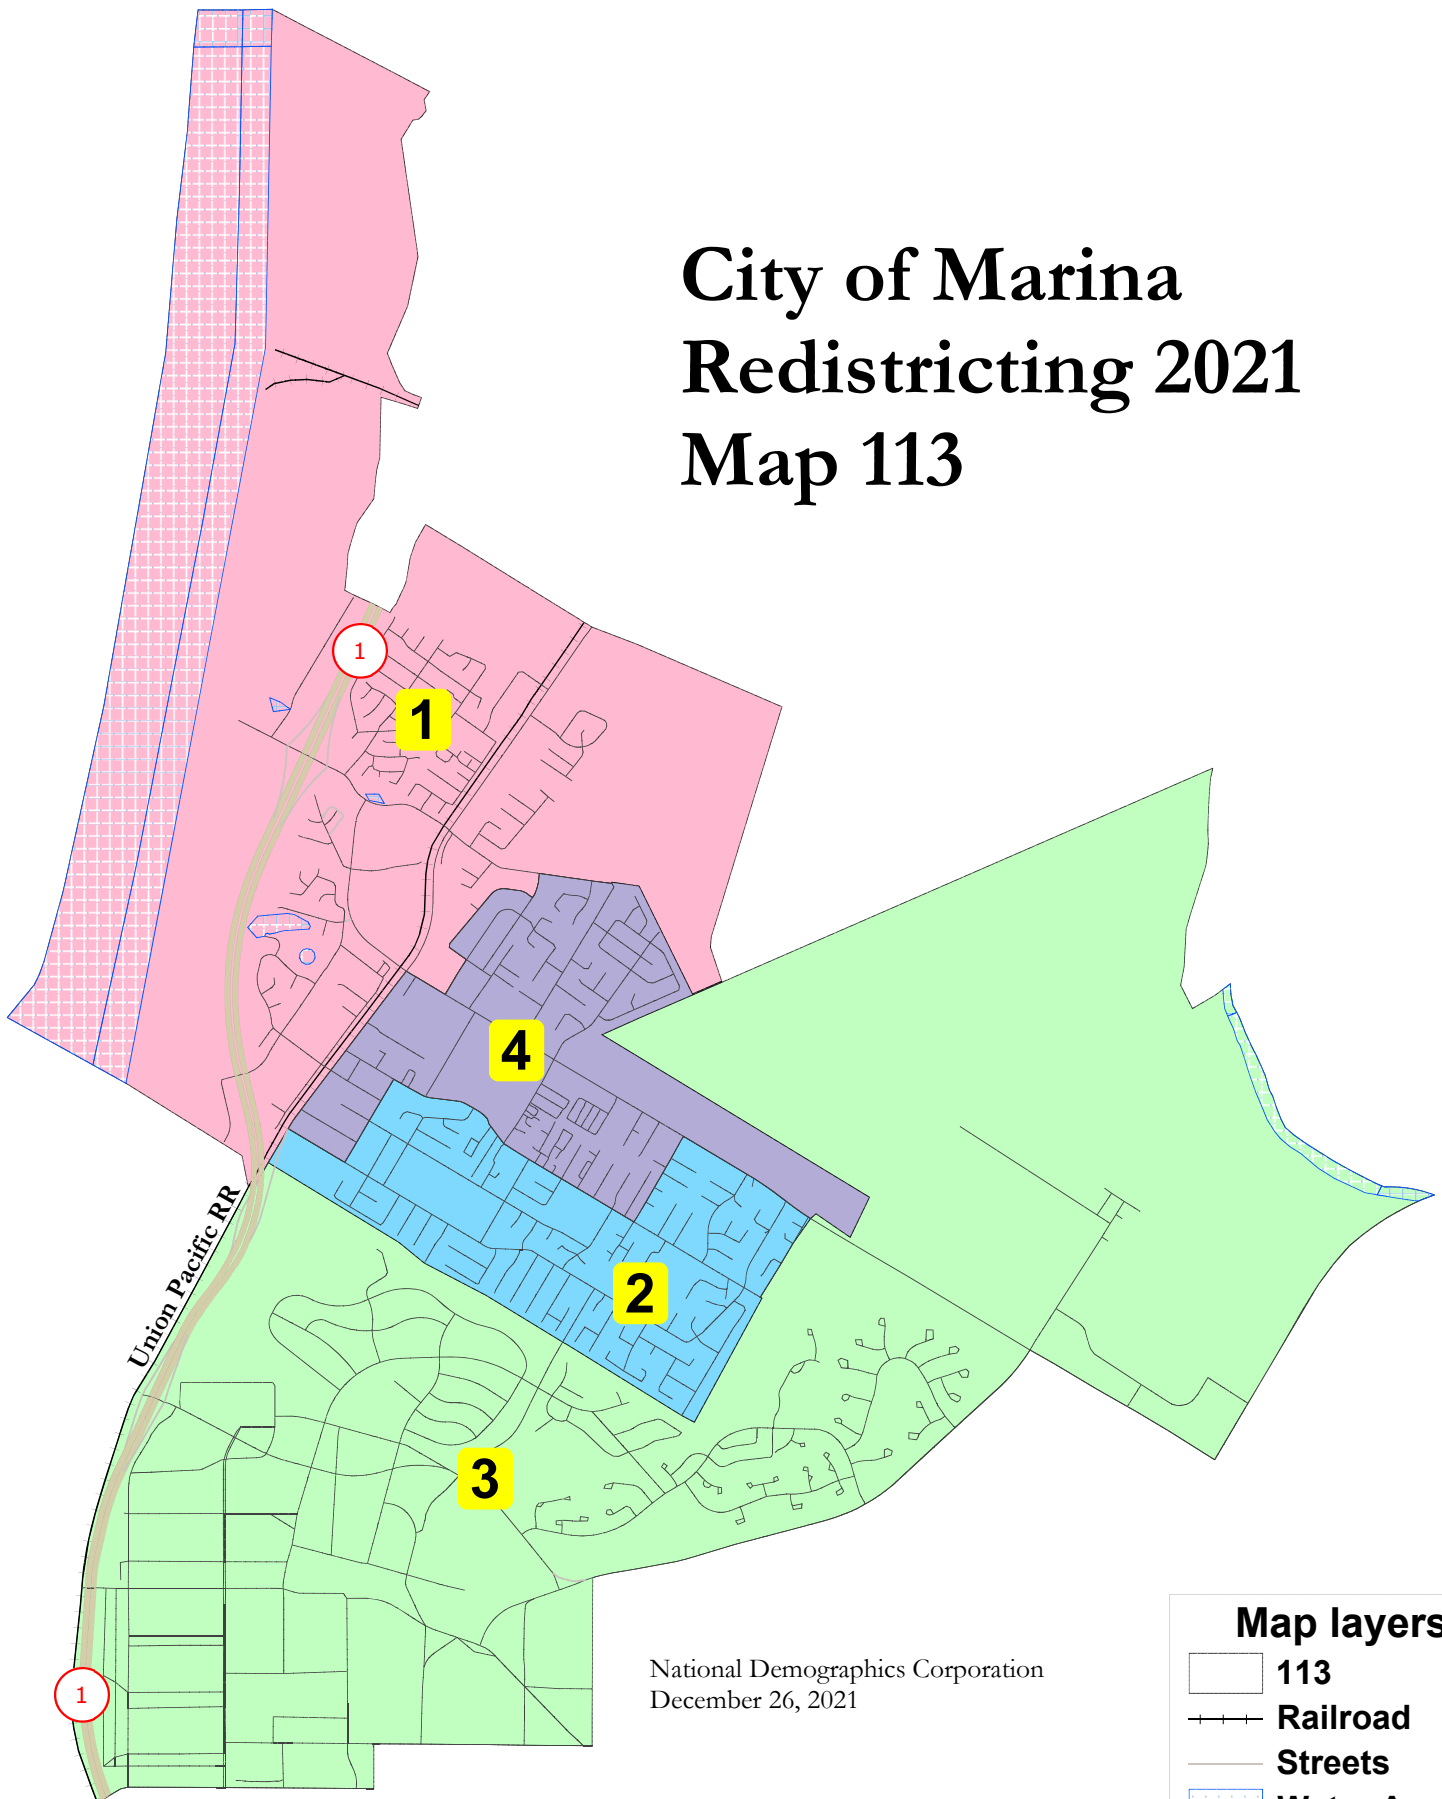 City of Marina
Redistricting 2021
Map 113
1
1
4
2
Union Pacific RR
3
1
National Demographics Corporation
December 26, 2021
Map layers
113
Railroad
Streets